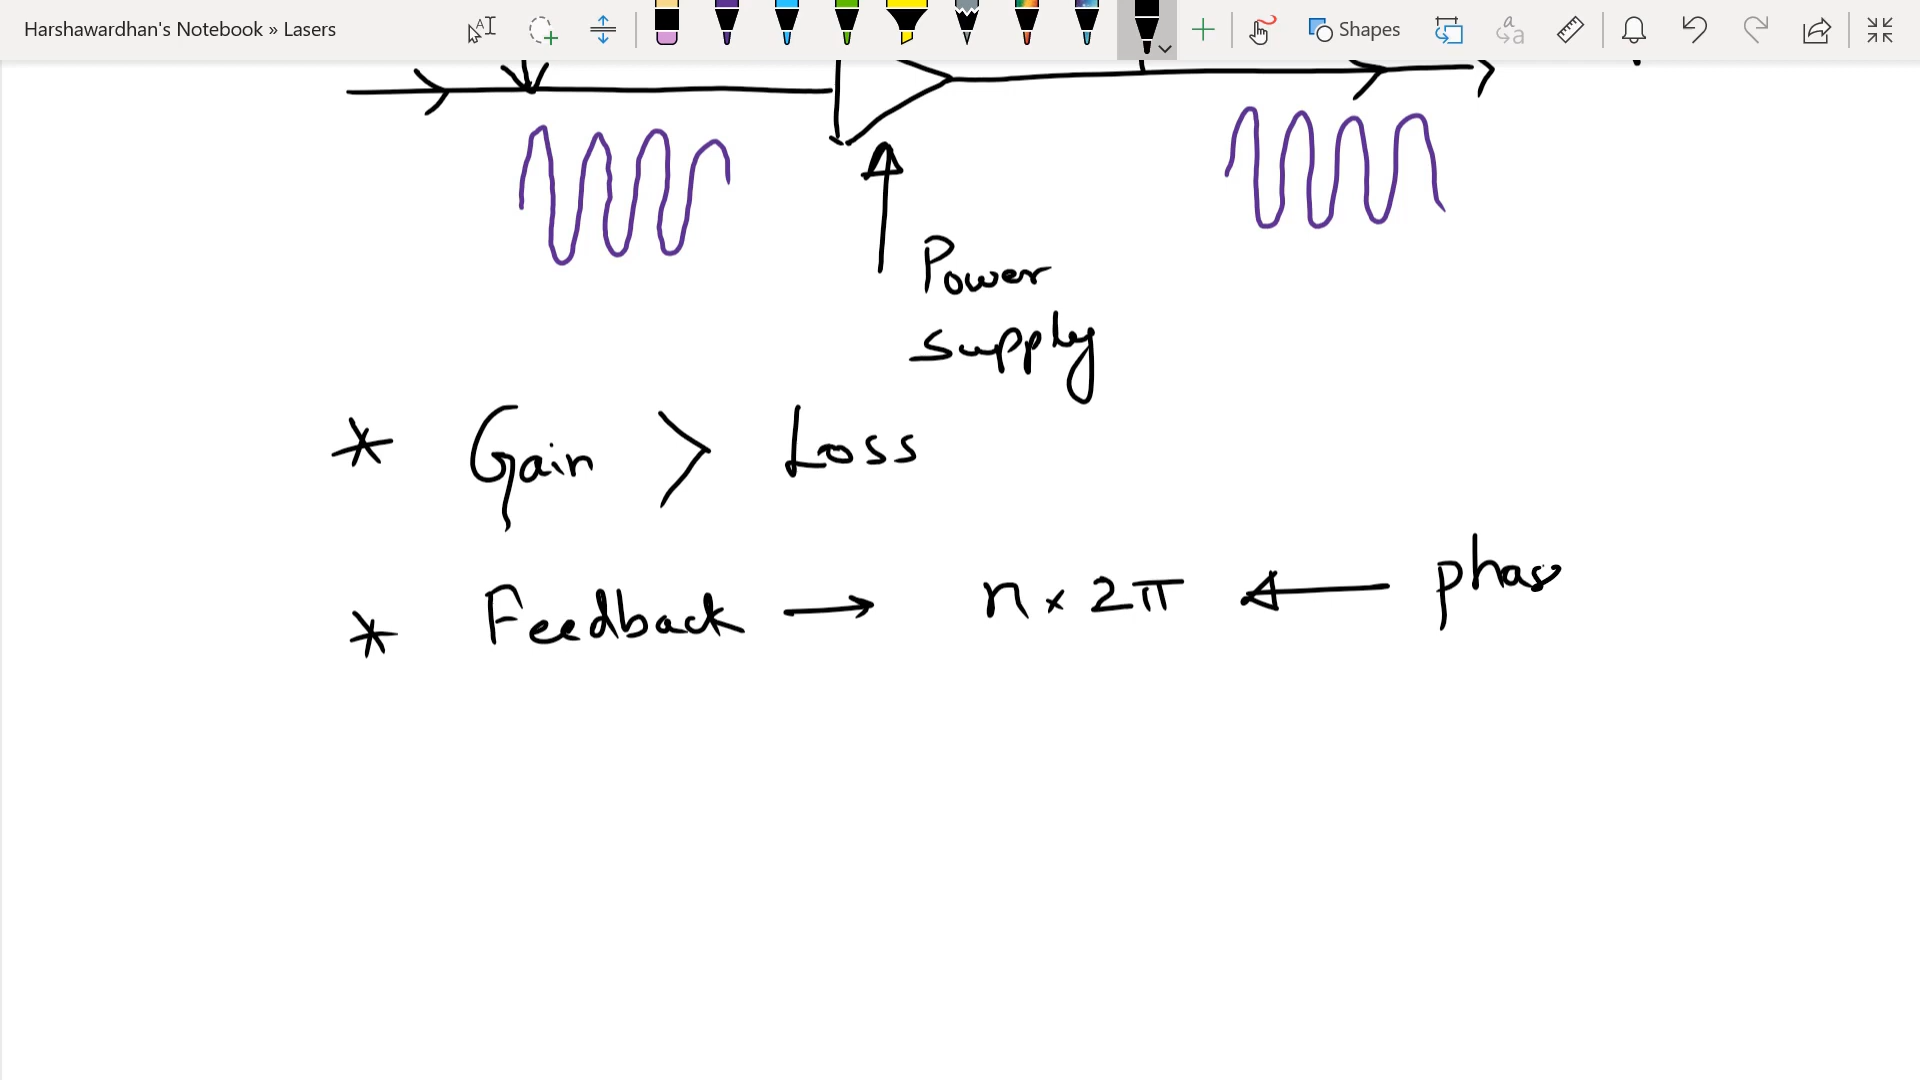 Harshawardhan's Notebook » Lasers
Shapes
Power
supply
* Gain > Loss
* Feedback → n × 2π ← phas